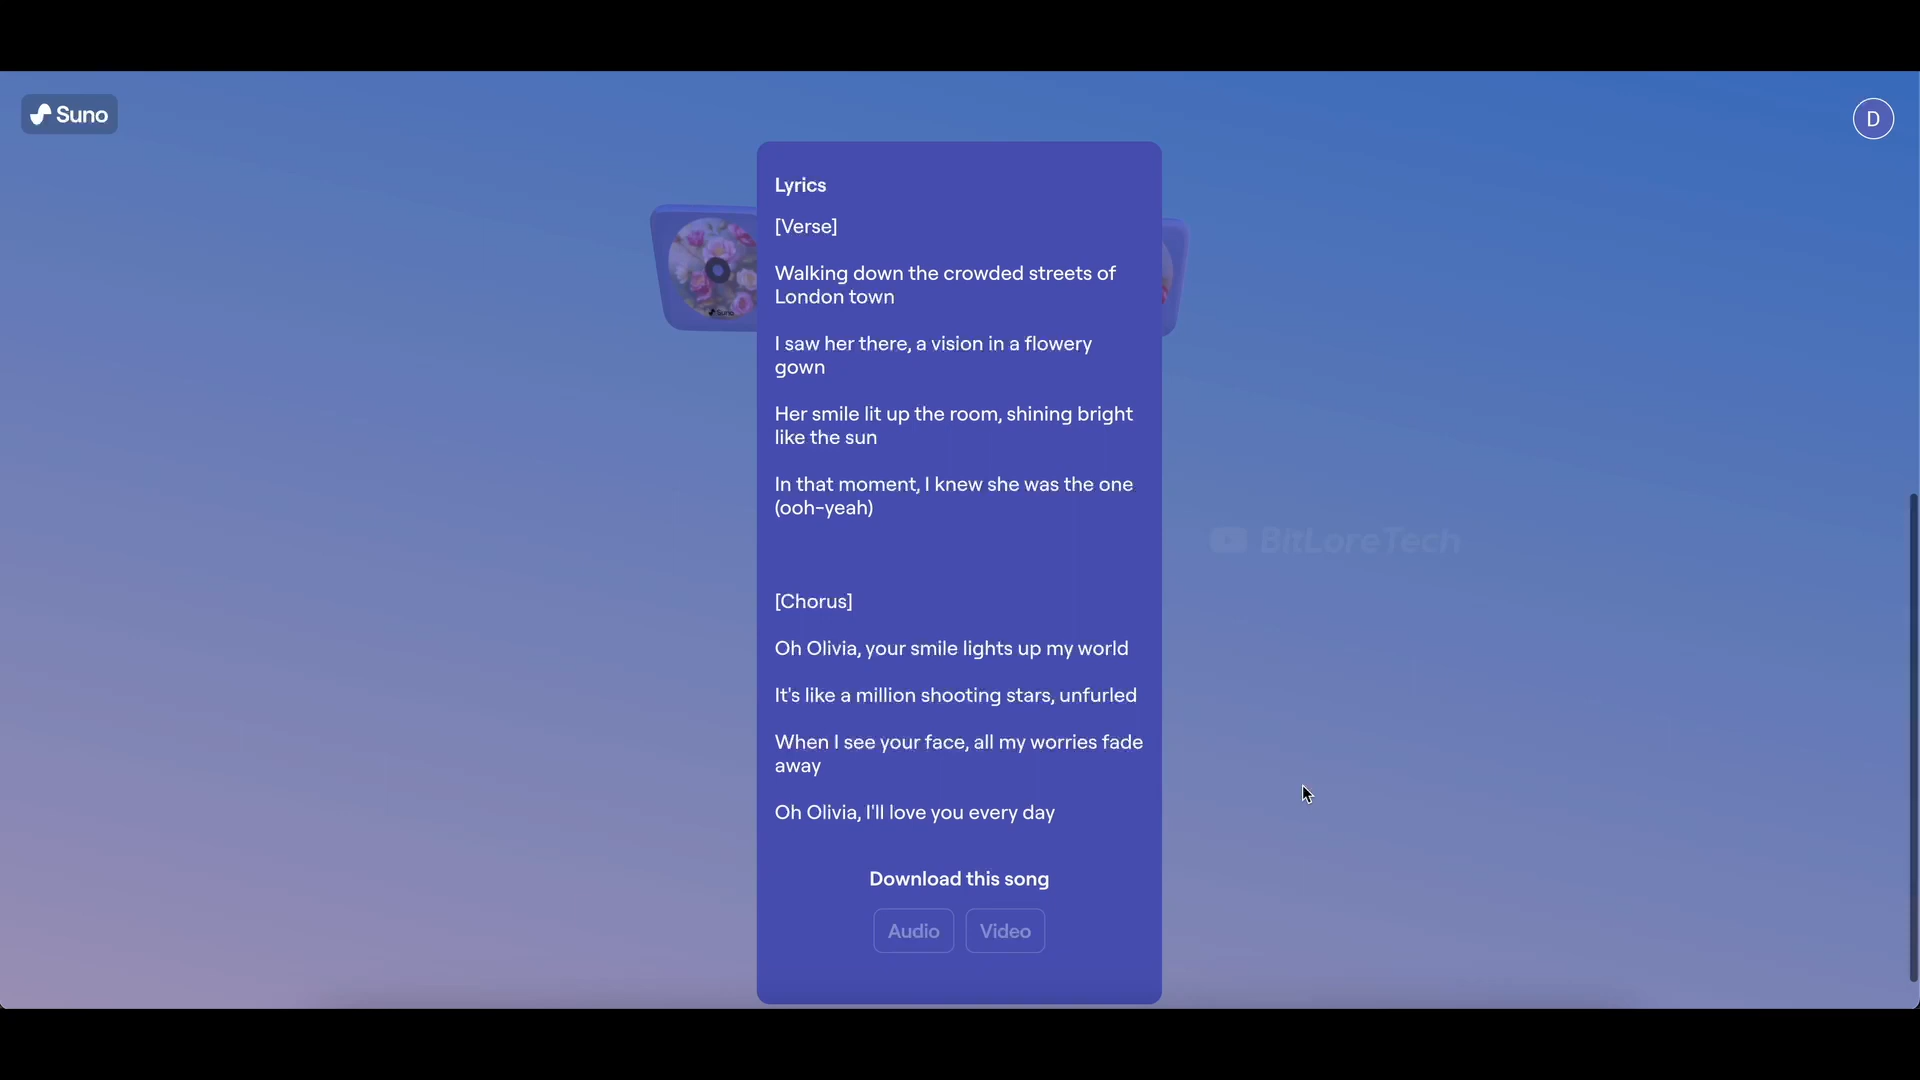 Suno
D
Lyrics
[Verse]
Walking down the crowded streets of
London town
I saw her there, a vision in a flowery
gown
Suno
Her smile lit up the room, shining bright
like the sun
In that moment, I knew she was the one
(ooh-yeah)
BitLoreTech
[Chorus]
Oh Olivia, your smile lights up my world
It's like a million shooting stars, unfurled
When I see your face, all my worries fade
away
Oh Olivia, I'll love you every day
Download this song
Audio
Video